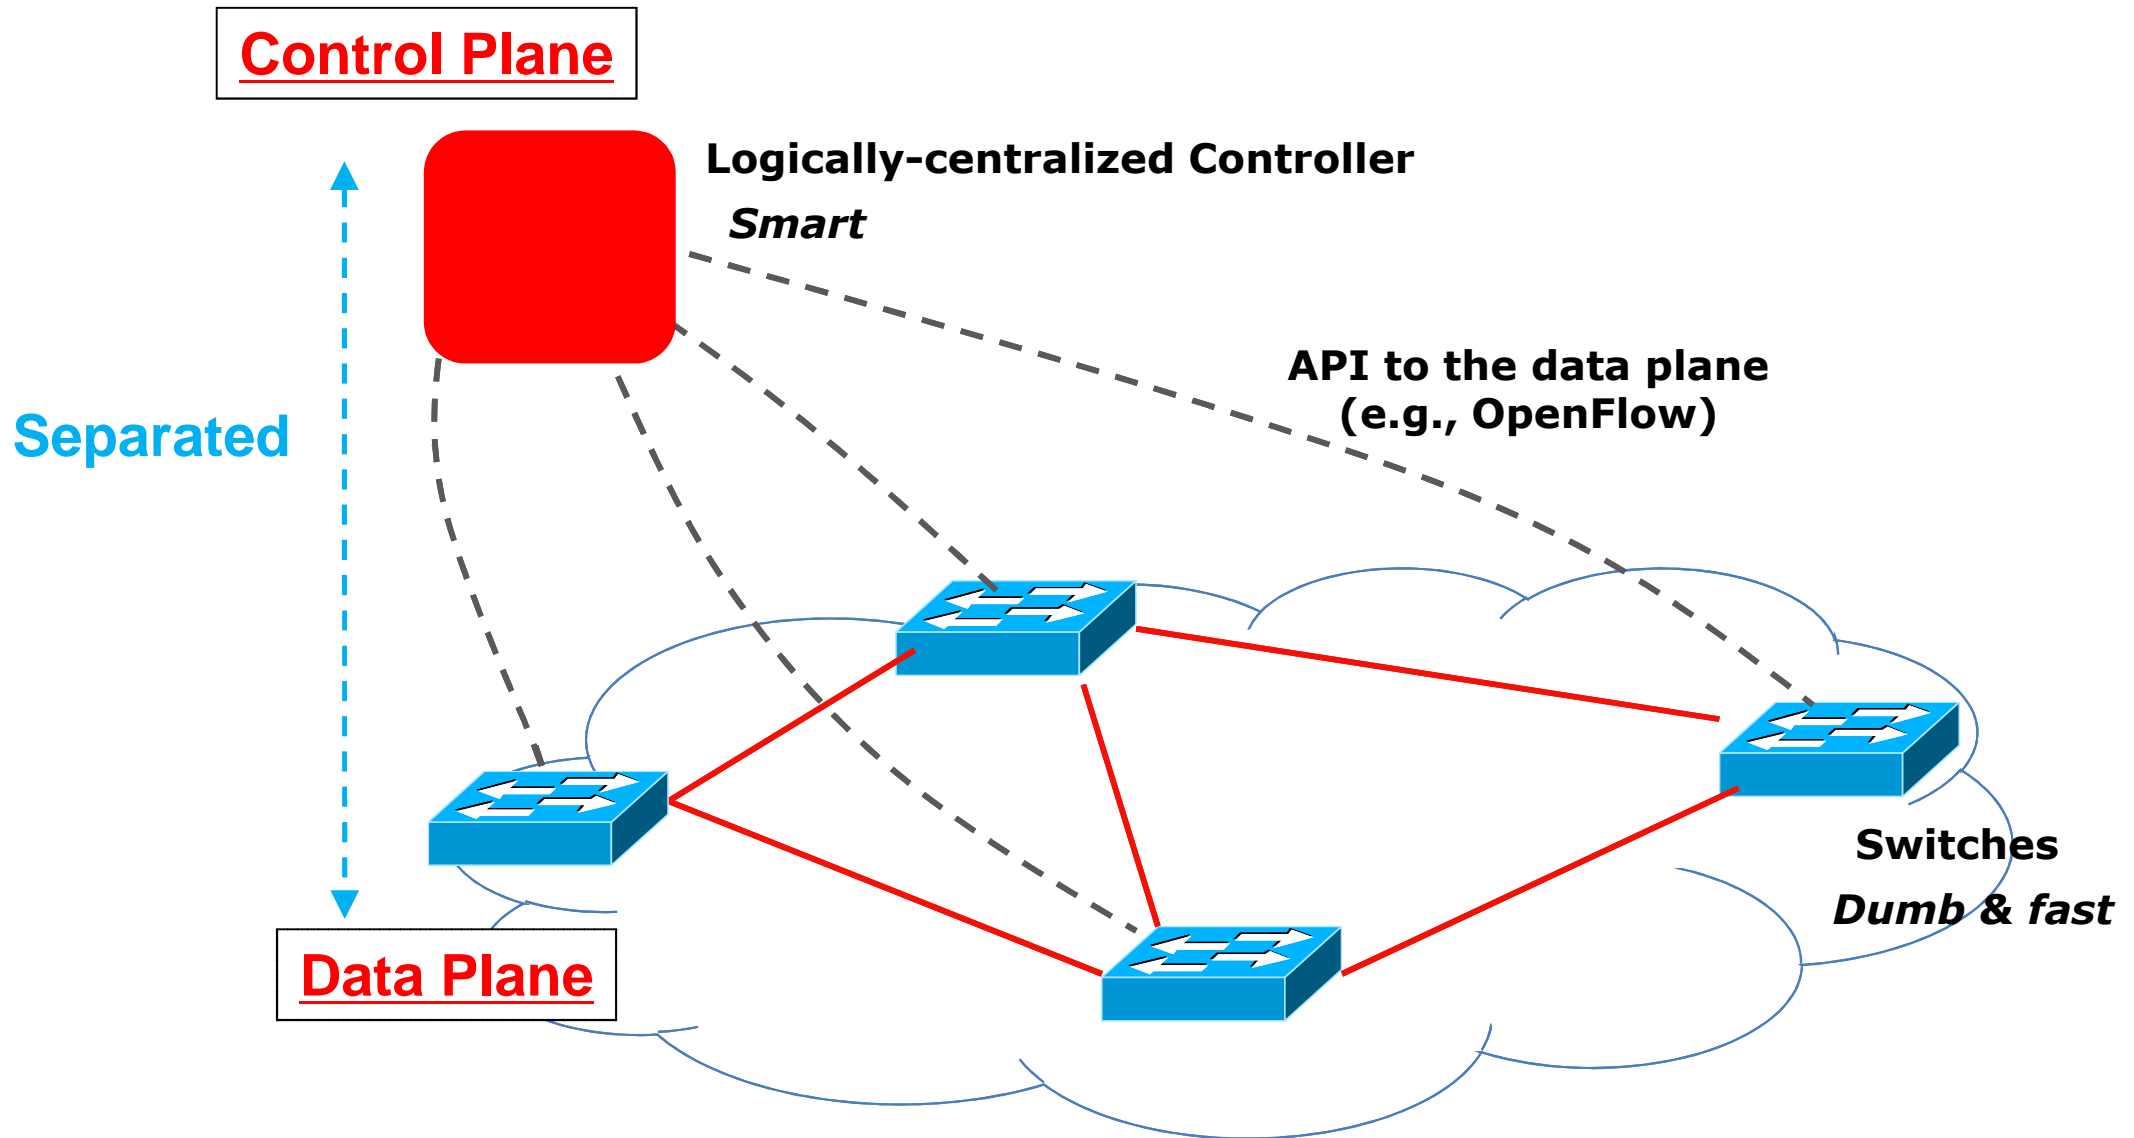 Control Plane
Logically-centralized Controller
Smart
API to the data plane
(e.g., OpenFlow)
Separated
Switches
Dumb & fast
Data Plane